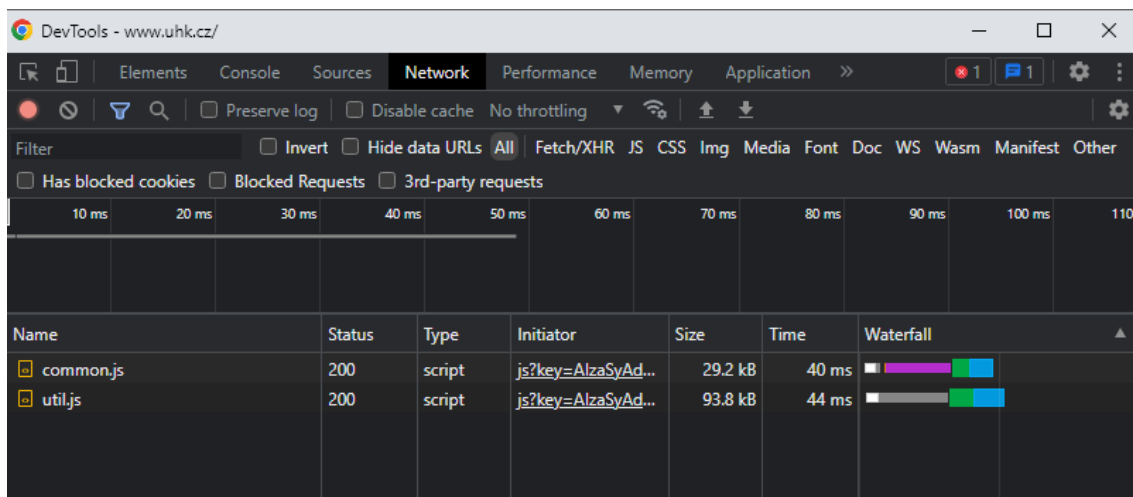 DevTools - www.uhk.cz/
Elements Console Sources Network Performance Memory Application » 1 1
Preserve log Disable cache No throttling
Filter Invert Hide data URLs All Fetch/XHR JS CSS Img Media Font Doc WS Wasm Manifest Other
Has blocked cookies Blocked Requests 3rd-party requests
10 ms 20 ms 30 ms 40 ms 50 ms 60 ms 70 ms 80 ms 90 ms 100 ms 110
Name Status Type Initiator Size Time Waterfall
common.js 200 script js?key=AIzaSyAd... 29.2 kB 40 ms
util.js 200 script js?key=AIzaSyAd... 93.8 kB 44 ms